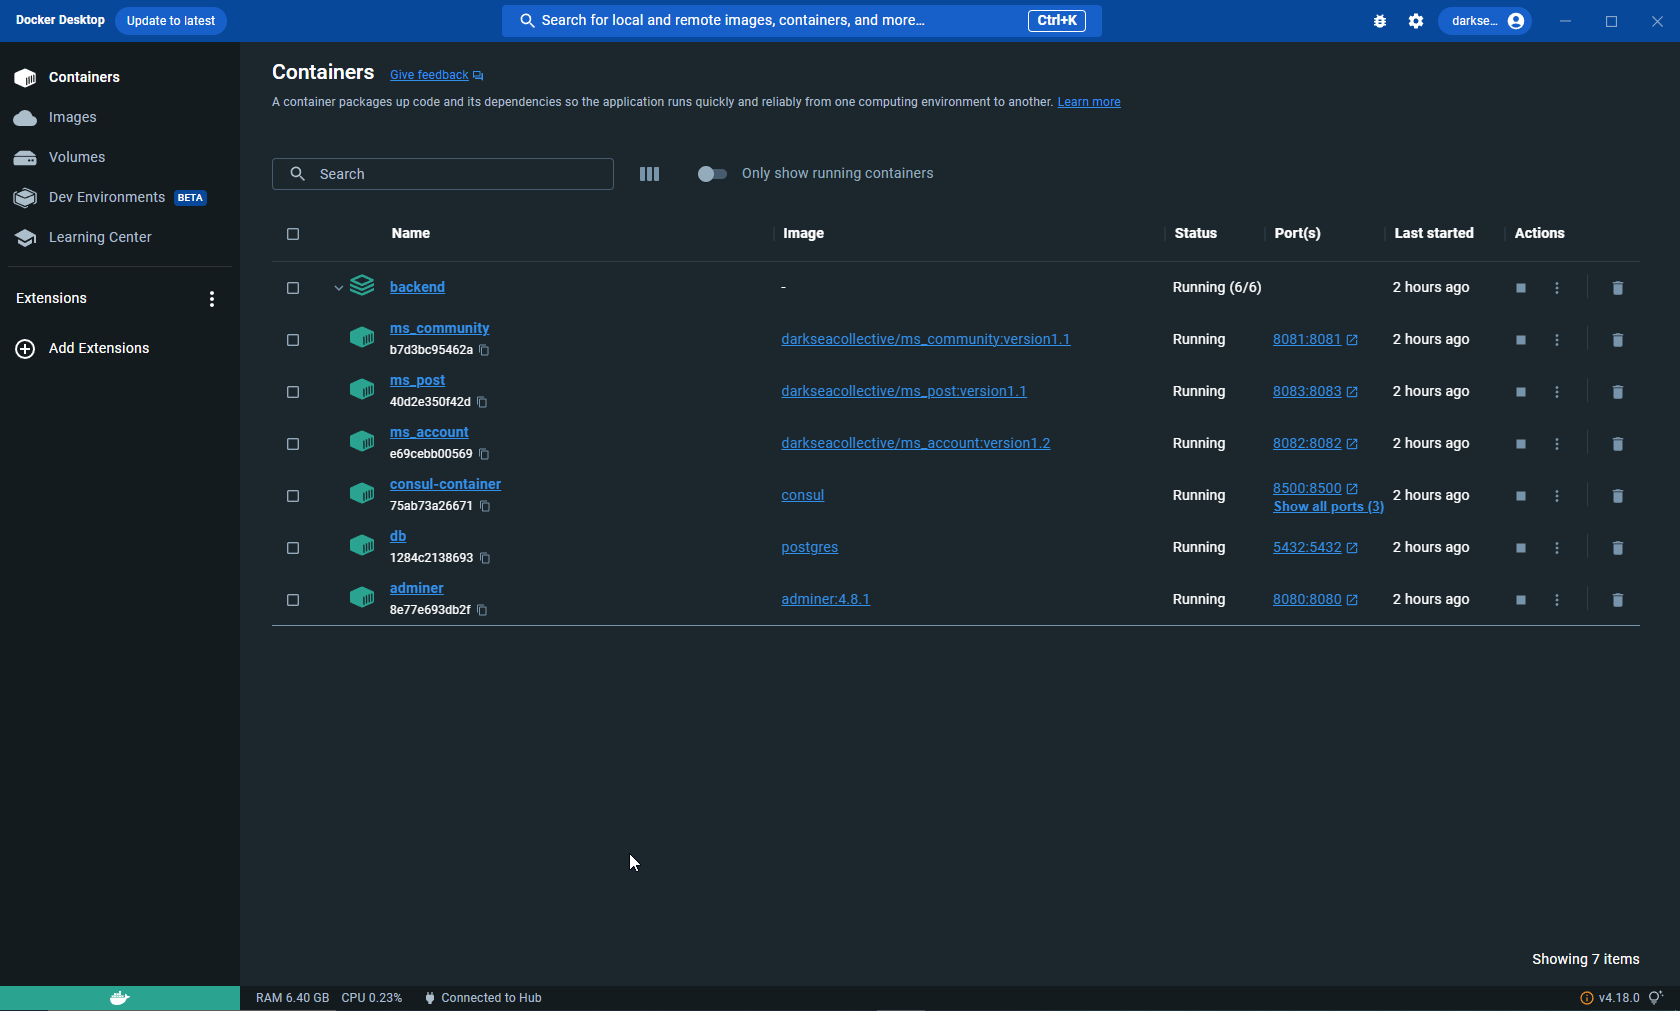 Docker Desktop Update to latest Search for local and remote images, containers, and more... Ctrl+K darkse...
Containers
Images
Volumes
Dev Environments BETA
Learning Center
Extensions
Add Extensions
Containers Give feedback
A container packages up code and its dependencies so the application runs quickly and reliably from one computing environment to another. Learn more
Search Only show running containers
Name Image Status Port(s) Last started Actions
backend - Running (6/6) 2 hours ago
ms_community
b7d3bc95462a
darkseacollective/ms_community:version1.1 Running 8081:8081 2 hours ago
ms_post
40d2e350f42d
darkseacollective/ms_post:version1.1 Running 8083:8083 2 hours ago
ms_account
e69cebb00569
darkseacollective/ms_account:version1.2 Running 8082:8082 2 hours ago
consul-container
75ab73a26671
consul Running 8500:8500 2 hours ago
Show all ports (3)
db
1284c2138693
postgres Running 5432:5432 2 hours ago
adminer
8e77e693db2f
adminer:4.8.1 Running 8080:8080 2 hours ago
Showing 7 items
RAM 6.40 GB CPU 0.23% Connected to Hub v4.18.0